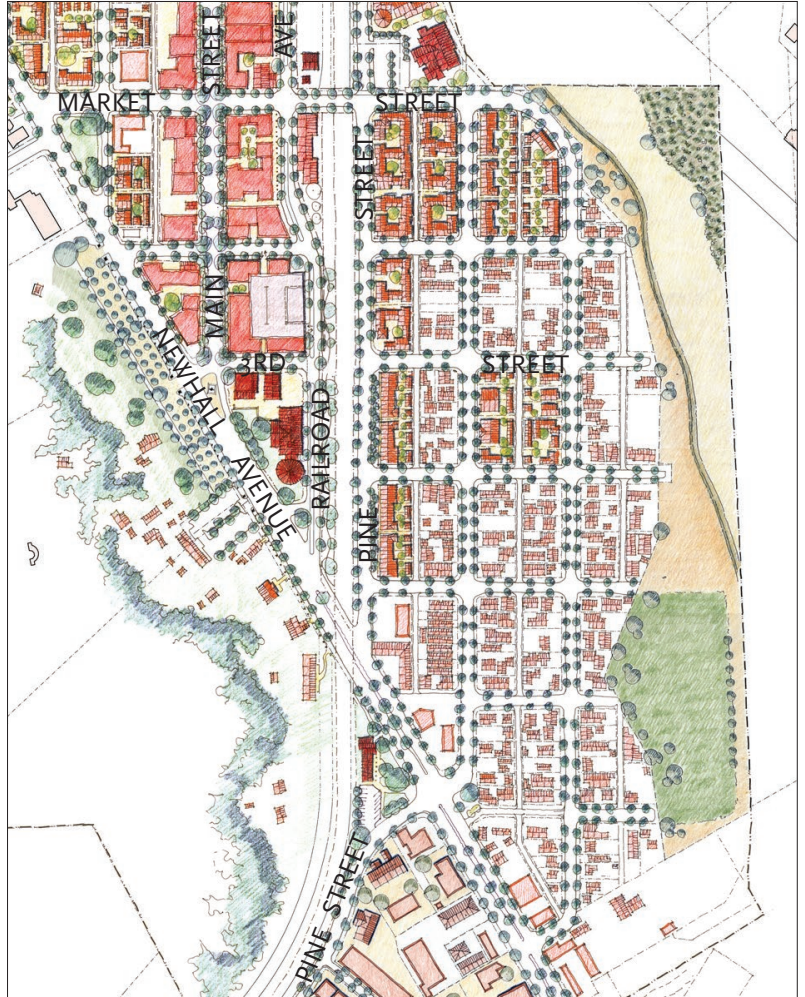 STREET
AVE
MARKET STREET
STREET
MAIN
NEWHALL AVENUE
3RD STREET
RAILROAD
PINE
PINE STREET